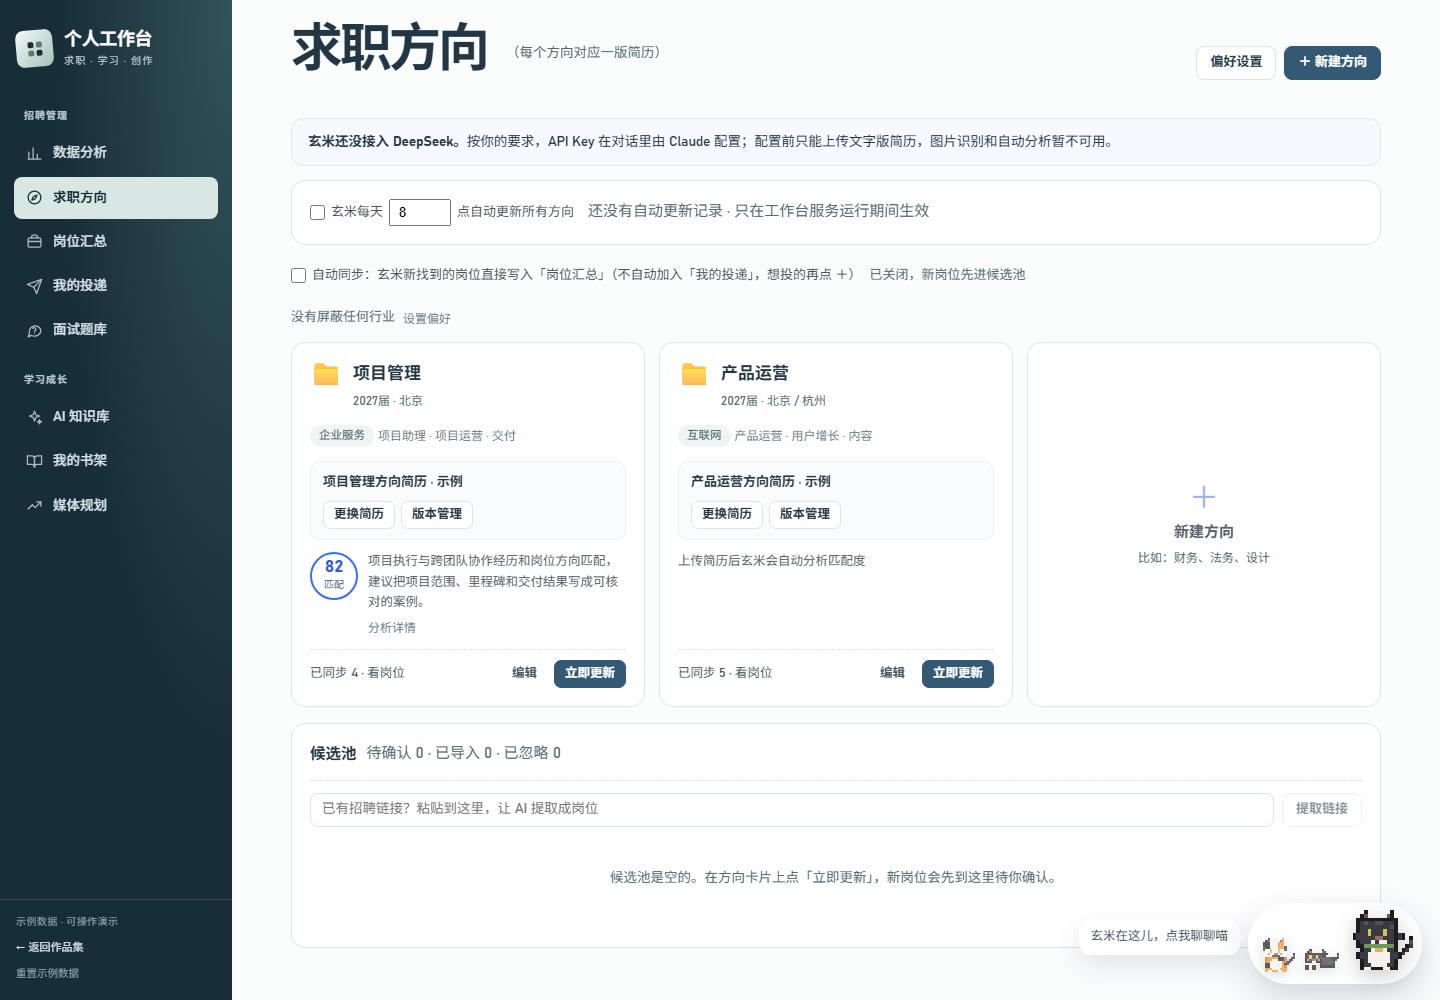 个人工作台
求职 · 学习 · 创作
招聘管理
数据分析
求职方向
岗位汇总
我的投递
面试题库
学习成长
AI 知识库
我的书架
媒体规划
示例数据 · 可操作演示
← 返回作品集
重置示例数据
求职方向 （每个方向对应一版简历）
偏好设置
＋ 新建方向
玄米还没接入 DeepSeek。按你的要求，API Key 在对话里由 Claude 配置；配置前只能上传文字版简历，图片识别和自动分析暂不可用。
玄米每天 8 点自动更新所有方向 还没有自动更新记录 · 只在工作台服务运行期间生效
自动同步：玄米新找到的岗位直接写入「岗位汇总」（不自动加入「我的投递」，想投的再点 ＋） 已关闭，新岗位先进候选池
没有屏蔽任何行业 设置偏好
项目管理
2027届 · 北京
企业服务 项目助理 · 项目运营 · 交付
项目管理方向简历 · 示例
更换简历 版本管理
82
匹配
项目执行与跨团队协作经历和岗位方向匹配，
建议把项目范围、里程碑和交付结果写成可核
对的案例。
分析详情
已同步 4 · 看岗位 编辑 立即更新
产品运营
2027届 · 北京 / 杭州
互联网 产品运营 · 用户增长 · 内容
产品运营方向简历 · 示例
更换简历 版本管理
上传简历后玄米会自动分析匹配度
已同步 5 · 看岗位 编辑 立即更新
新建方向
比如：财务、法务、设计
候选池 待确认 0 · 已导入 0 · 已忽略 0
已有招聘链接？粘贴到这里，让 AI 提取成岗位
提取链接
候选池是空的。在方向卡片上点「立即更新」，新岗位会先到这里待你确认。
玄米在这儿，点我聊聊喵